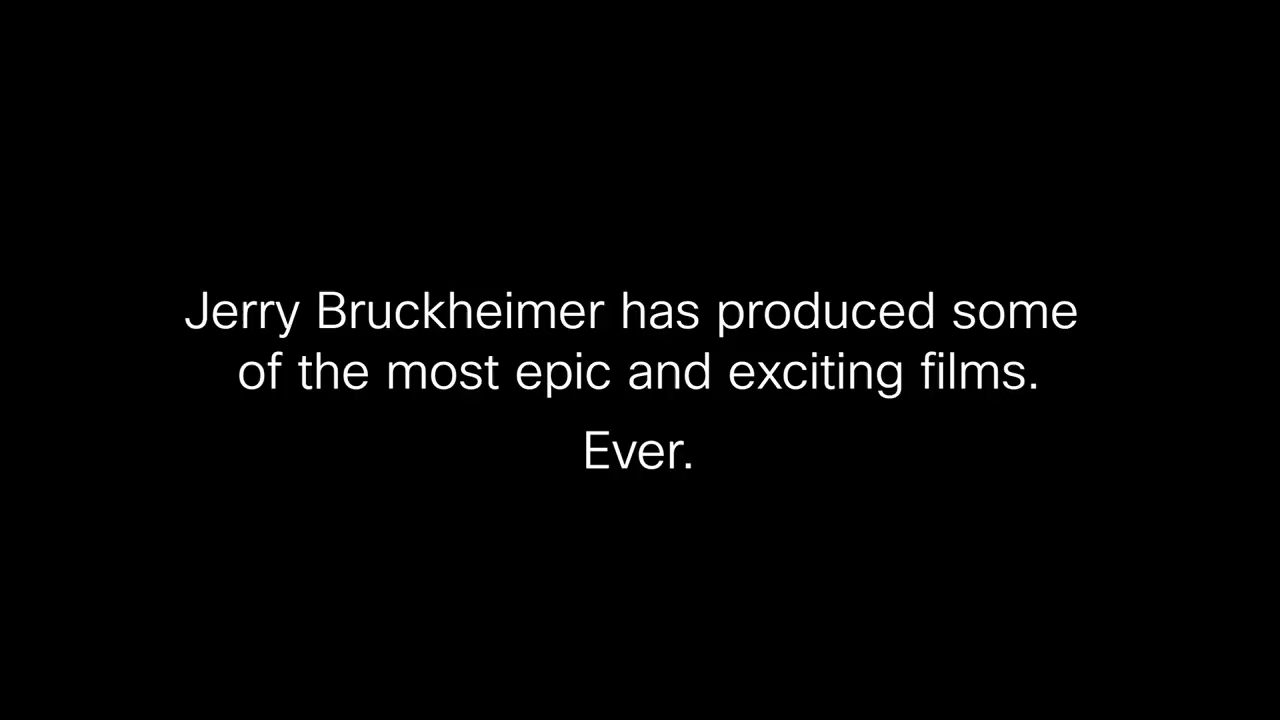 Jerry Bruckheimer has produced some
of the most epic and exciting films.
Ever.